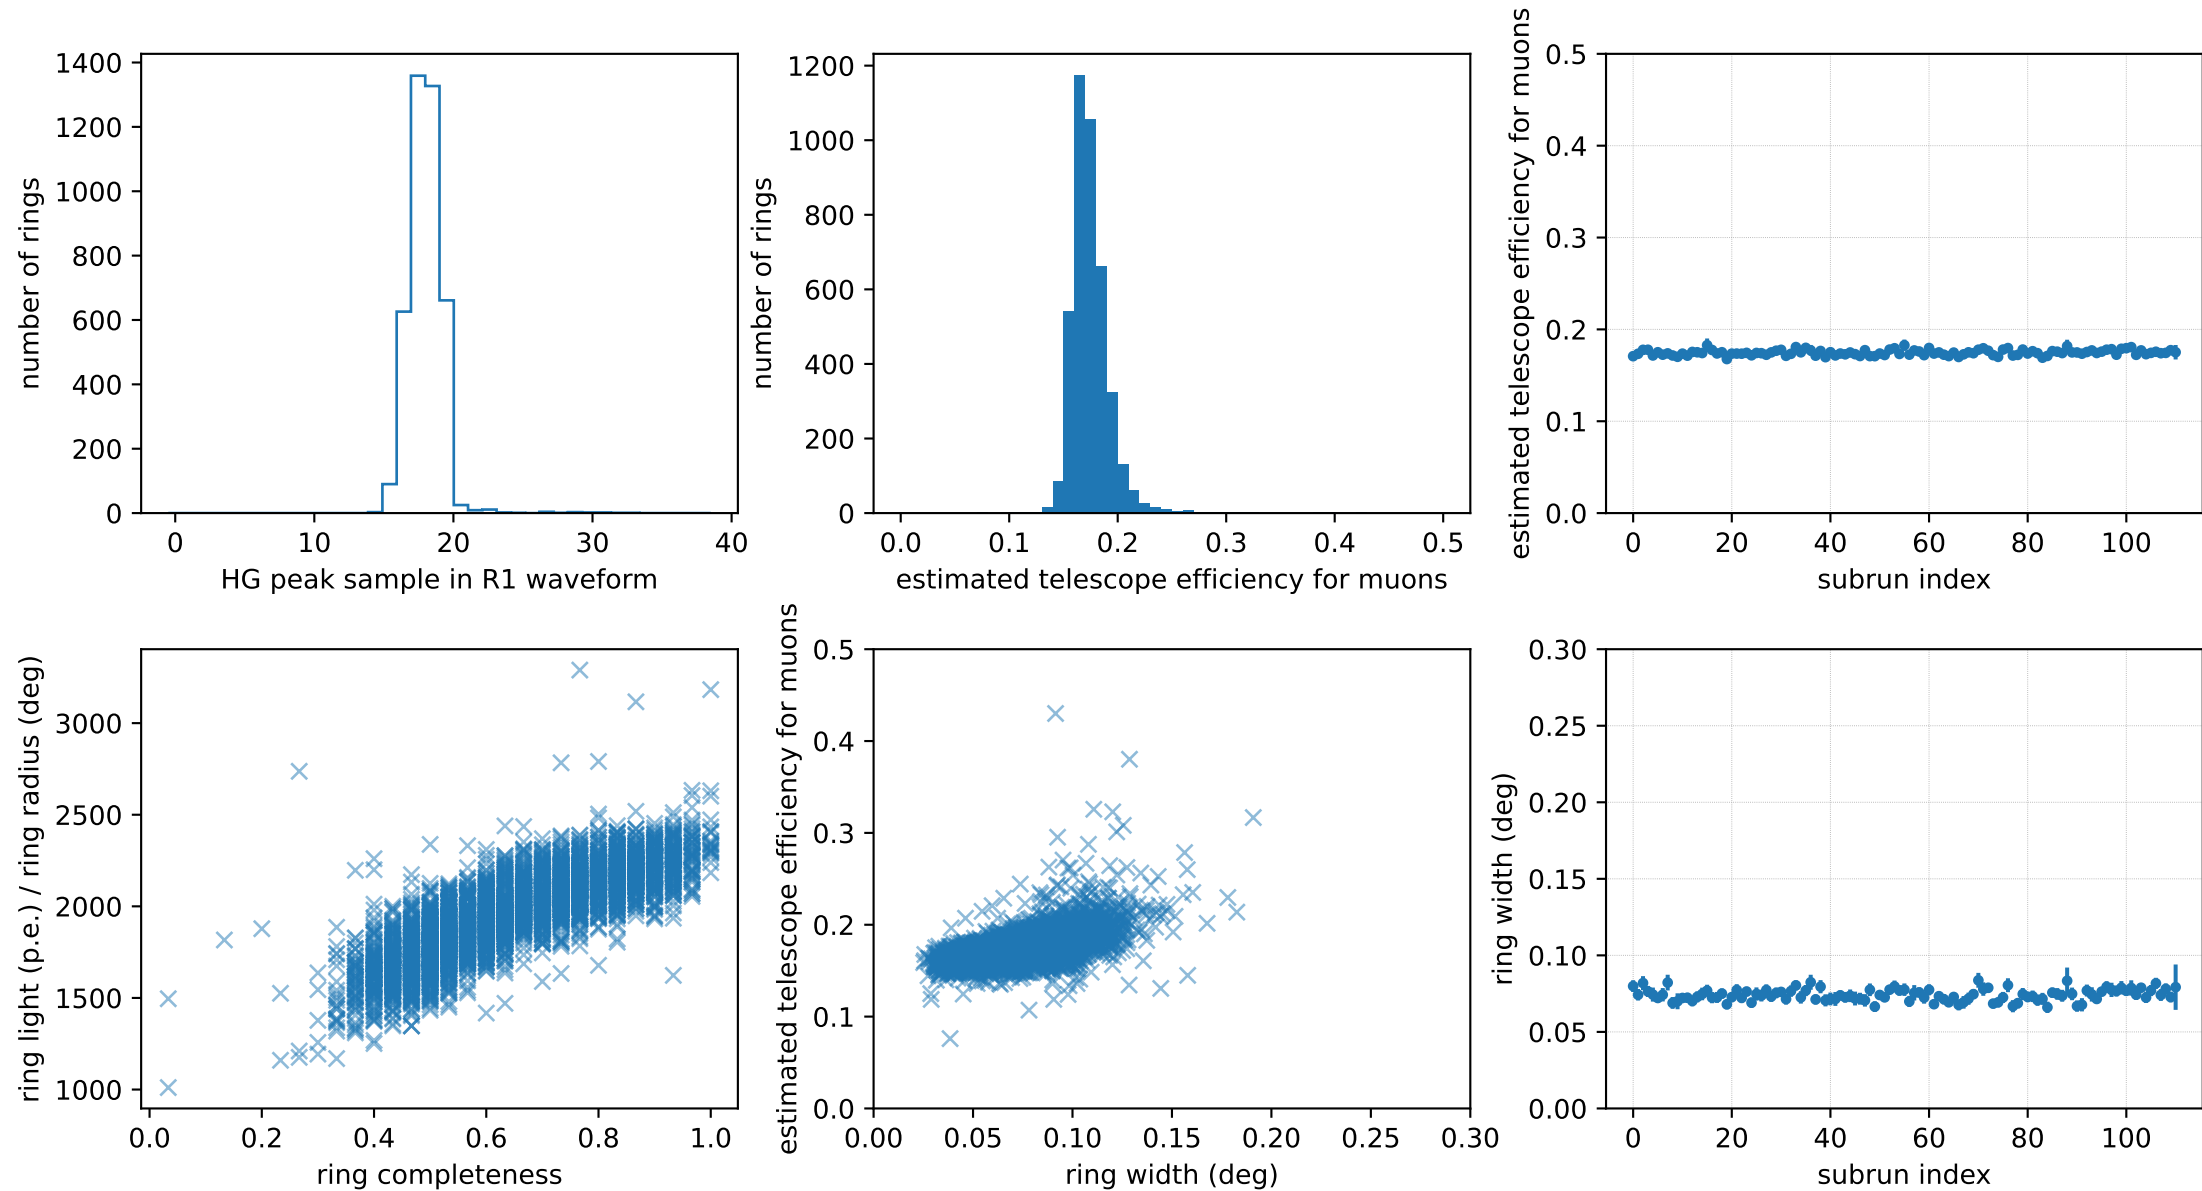 1400
1200
1000
800
600
400
200
0
number of rings
0 10 20 30 40
HG peak sample in R1 waveform
1200
1000
800
600
400
200
0
number of rings
0.0 0.1 0.2 0.3 0.4 0.5
estimated telescope efficiency for muons
0.5
0.4
0.3
0.2
0.1
0.0
estimated telescope efficiency for muons
0 20 40 60 80 100
subrun index
3000
2500
2000
1500
1000
ring light (p.e.) / ring radius (deg)
0.0 0.2 0.4 0.6 0.8 1.0
ring completeness
0.5
0.4
0.3
0.2
0.1
0.0
estimated telescope efficiency for muons
0.00 0.05 0.10 0.15 0.20 0.25 0.30
ring width (deg)
0.30
0.25
0.20
0.15
0.10
0.05
0.00
ring width (deg)
0 20 40 60 80 100
subrun index